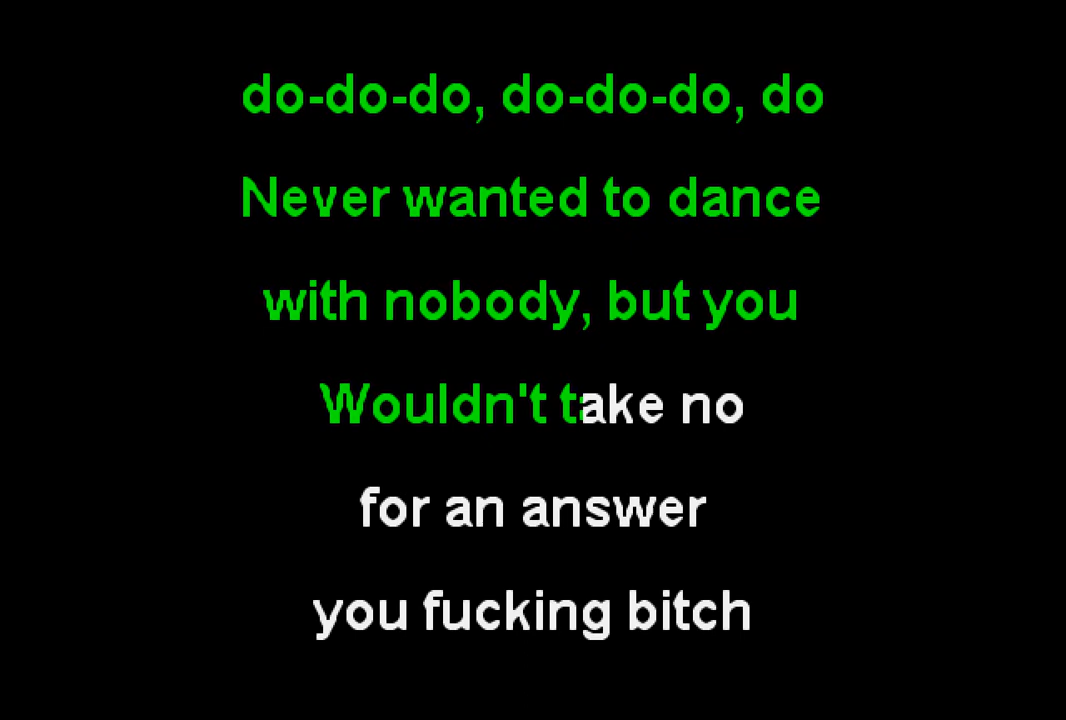 do-do-do, do-do-do, do
Never wanted to dance
with nobody, but you
Wouldn't take no
for an answer
you fucking bitch